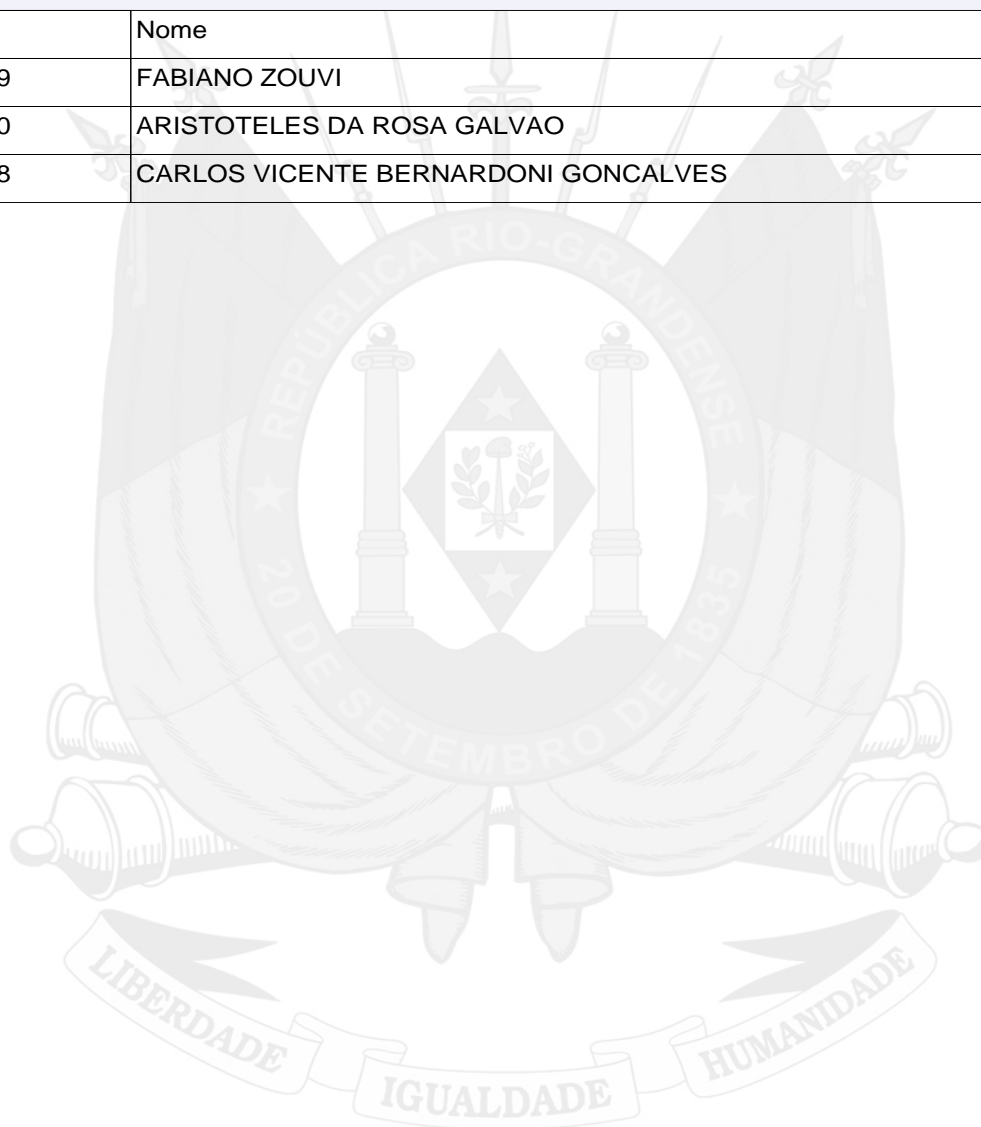 Nome
9 FABIANO ZOUVI
0 ARISTOTELES DA ROSA GALVAO
8 CARLOS VICENTE BERNARDONI GONCALVES
REPÚBLICA RIO-GRANDENSE
★ 20 DE SETEMBRO DE 1835 ★
LIBERDADE IGUALDADE HUMANIDADE